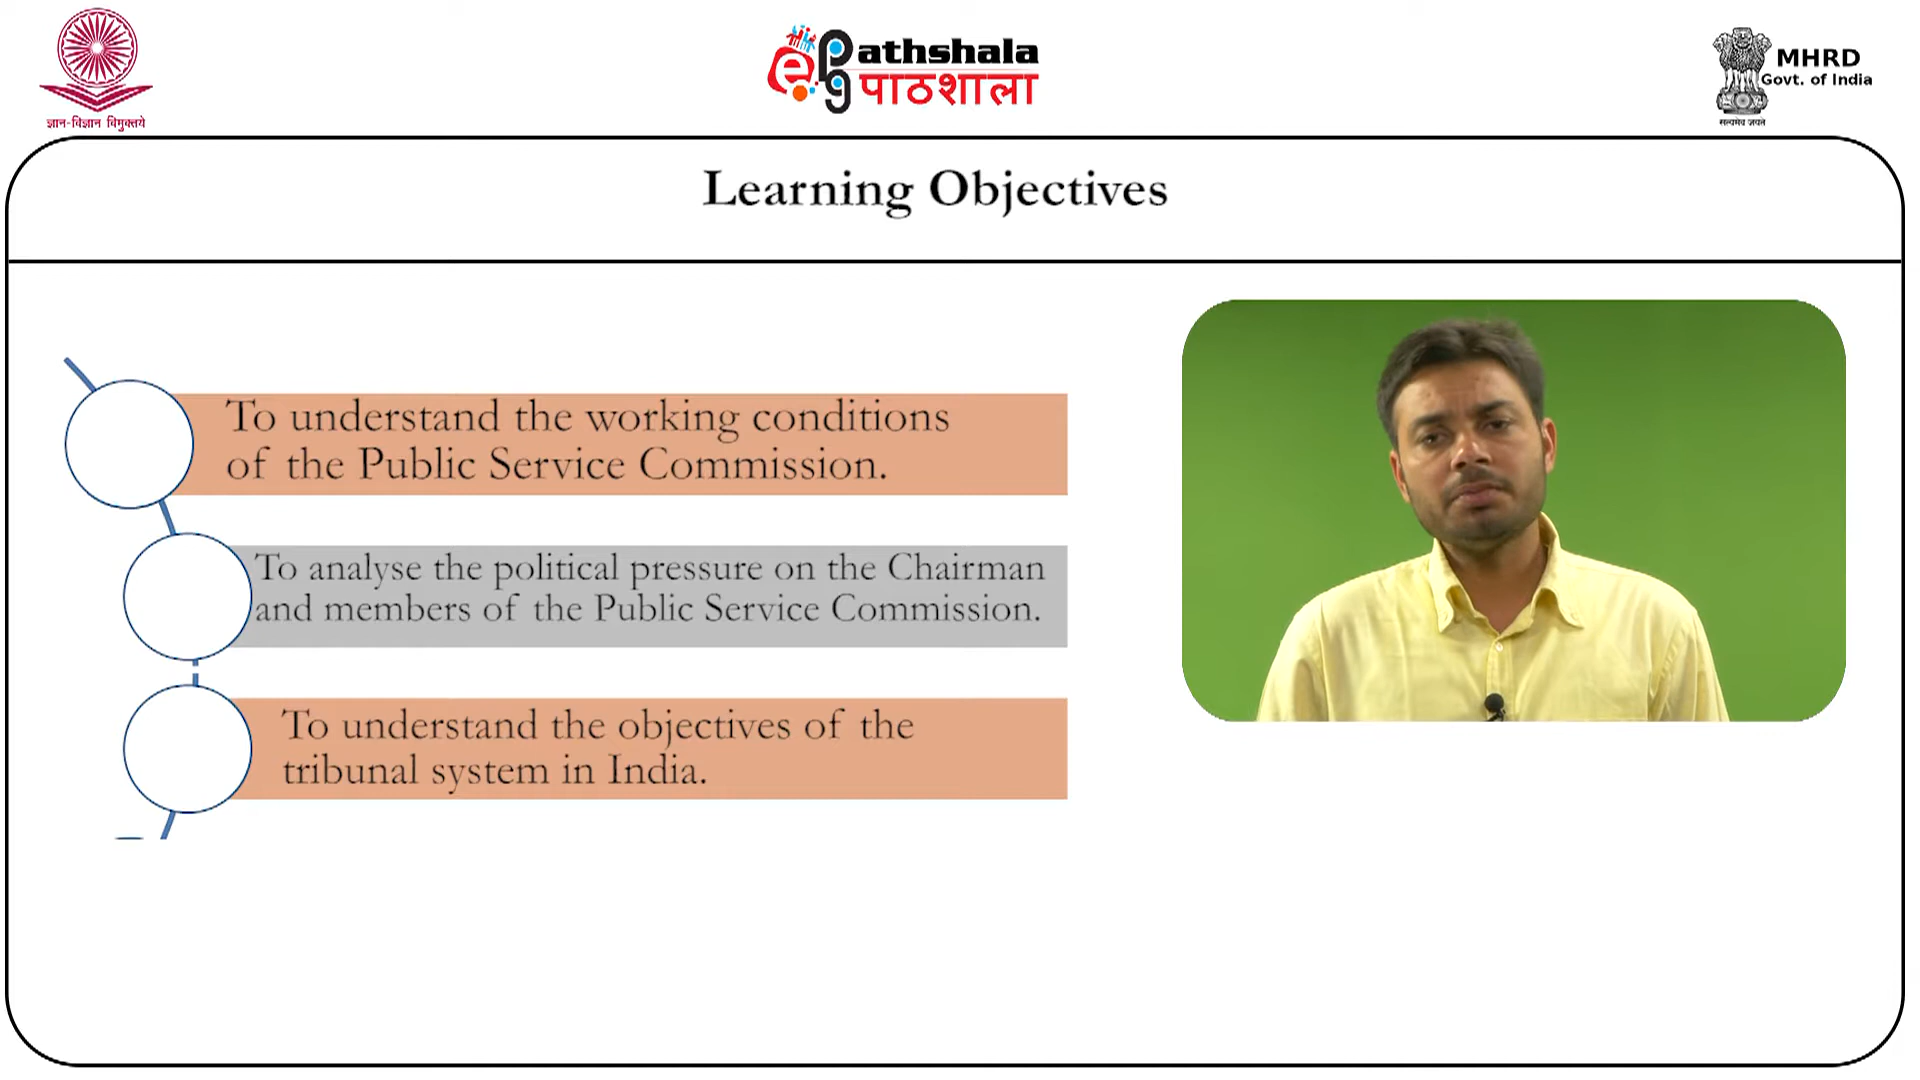 ज्ञान-विज्ञान विमुक्तये
ePG Pathshala
पाठशाला
MHRD
Govt. of India
सत्यमेव जयते
Learning Objectives
To understand the working conditions
of the Public Service Commission.
To analyse the political pressure on the Chairman
and members of the Public Service Commission.
To understand the objectives of the
tribunal system in India.